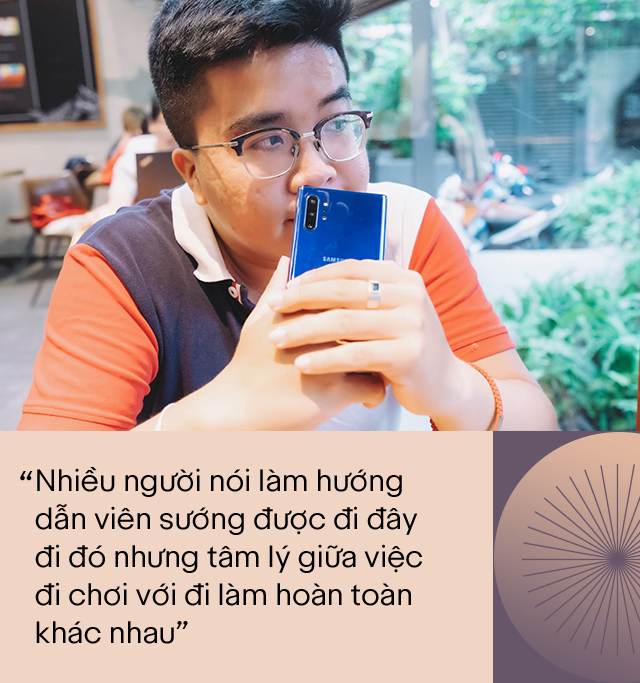 SAMSUNG
“Nhiều người nói làm hướng
dẫn viên sướng được đi đây
đi đó nhưng tâm lý giữa việc
đi chơi với đi làm hoàn toàn
khác nhau”